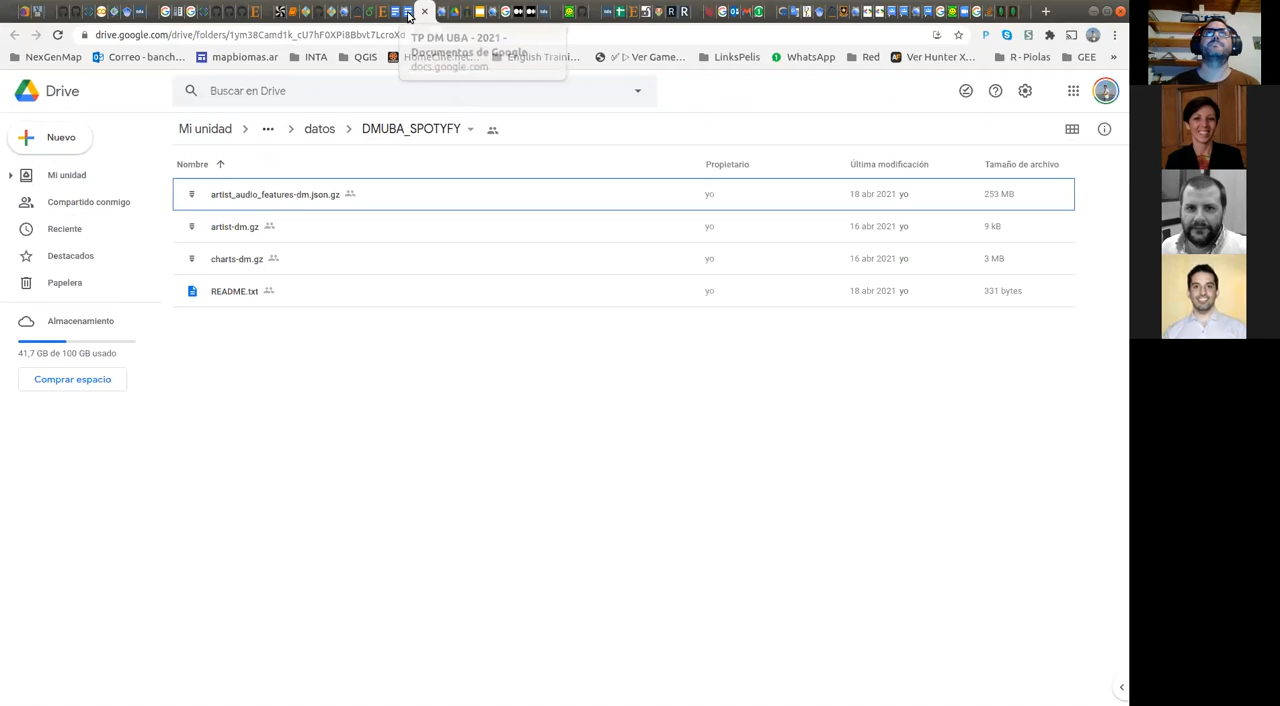 drive.google.com/drive/folders/1ym38Camd1k_cU7hF0XPi8Bbvt7LcroXd
TP DM UBA - 2021 -
Documentos de Google
docs.google.com
NexGenMap
Correo - banch...
mapbiomas.ar
INTA
QGIS
HomeCine.net...
English Traini...
Ver Game...
LinksPelis
WhatsApp
Red
Ver Hunter X...
R - Piolas
GEE
»
Drive
Buscar en Drive
Nuevo
Mi unidad
Compartido conmigo
Reciente
Destacados
Papelera
Almacenamiento
41,7 GB de 100 GB usado
Comprar espacio
Mi unidad > ... > datos > DMUBA_SPOTYFY
Nombre Propietario Última modificación Tamaño de archivo
artist_audio_features-dm.json.gz yo 18 abr 2021 yo 253 MB
artist-dm.gz yo 16 abr 2021 yo 9 kB
charts-dm.gz yo 16 abr 2021 yo 3 MB
README.txt yo 18 abr 2021 yo 331 bytes